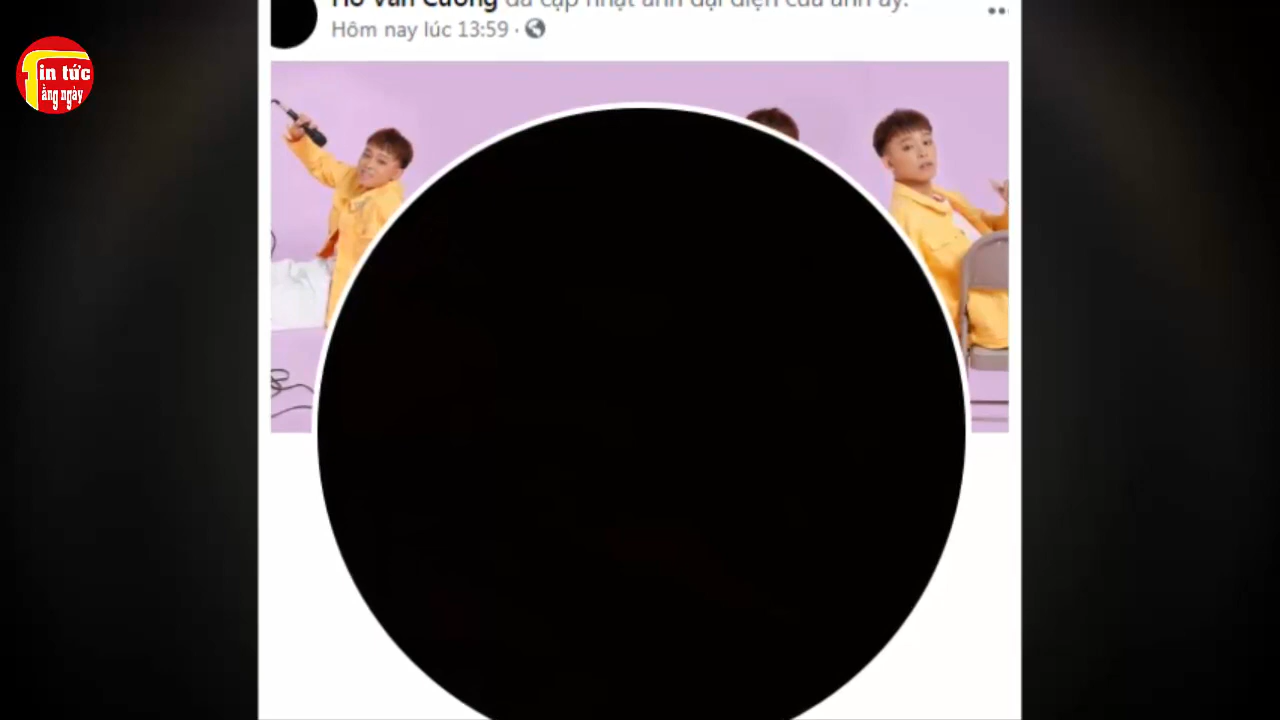 Hồ Văn Cường đã cập nhật ảnh đại diện của anh ấy.
Hôm nay lúc 13:59 ·
Tin tức
hằng ngày